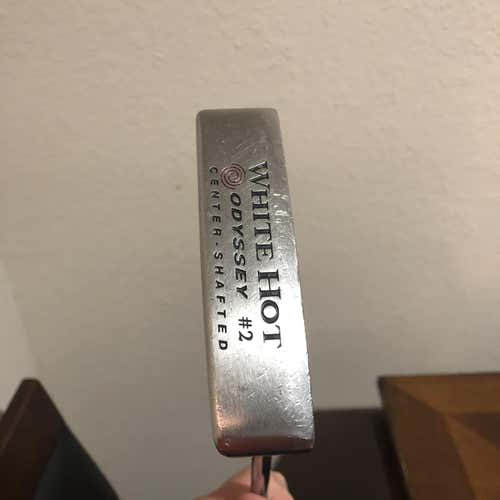 WHITE HOT
ODYSSEY #2
CENTER-SHAFTED